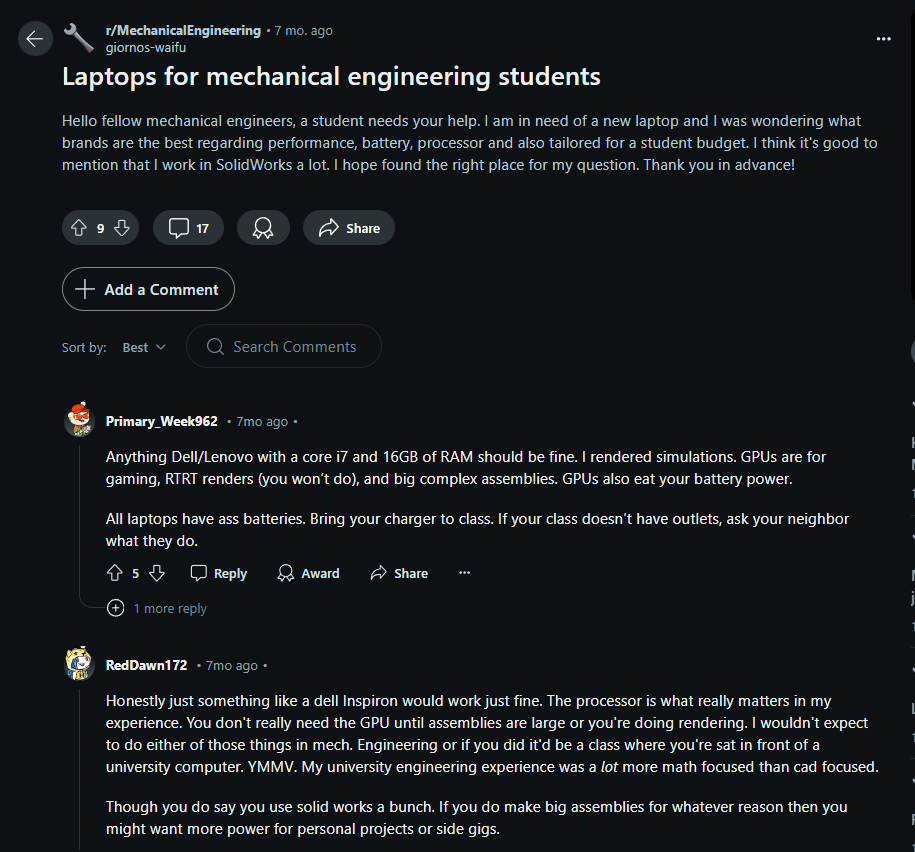 r/MechanicalEngineering • 7 mo. ago
giornos-waifu
Laptops for mechanical engineering students
Hello fellow mechanical engineers, a student needs your help. I am in need of a new laptop and I was wondering what
brands are the best regarding performance, battery, processor and also tailored for a student budget. I think it's good to
mention that I work in SolidWorks a lot. I hope found the right place for my question. Thank you in advance!
9 17 Share
Add a Comment
Sort by: Best Search Comments
Primary_Week962 • 7mo ago •
Anything Dell/Lenovo with a core i7 and 16GB of RAM should be fine. I rendered simulations. GPUs are for
gaming, RTRT renders (you won't do), and big complex assemblies. GPUs also eat your battery power.
All laptops have ass batteries. Bring your charger to class. If your class doesn't have outlets, ask your neighbor
what they do.
5 Reply Award Share
1 more reply
RedDawn172 • 7mo ago •
Honestly just something like a dell Inspiron would work just fine. The processor is what really matters in my
experience. You don't really need the GPU until assemblies are large or you're doing rendering. I wouldn't expect
to do either of those things in mech. Engineering or if you did it'd be a class where you're sat in front of a
university computer. YMMV. My university engineering experience was a lot more math focused than cad focused.
Though you do say you use solid works a bunch. If you do make big assemblies for whatever reason then you
might want more power for personal projects or side gigs.